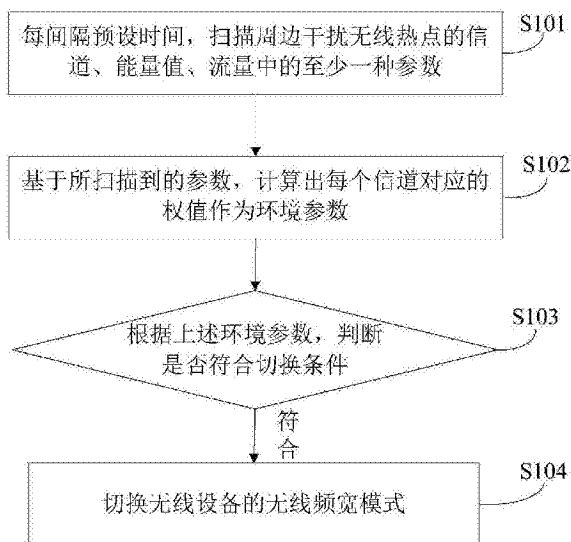 S101
每间隔预设时间，扫描周边干扰无线热点的信
道、能量值、流量中的至少一种参数
S102
基于所扫描到的参数，计算出每个信道对应的
权值作为环境参数
S103
根据上述环境参数，判断
是否符合切换条件
符
合
S104
切换无线设备的无线频宽模式